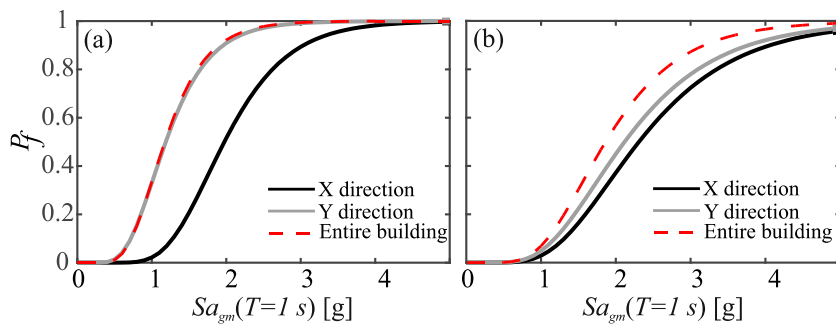 (a)
(b)
1
0.8
0.6
0.4
0.2
0
P_f
X direction
Y direction
Entire building
X direction
Y direction
Entire building
0 1 2 3 4
0 1 2 3 4
Sa_gm(T=1 s) [g]
Sa_gm(T=1 s) [g]